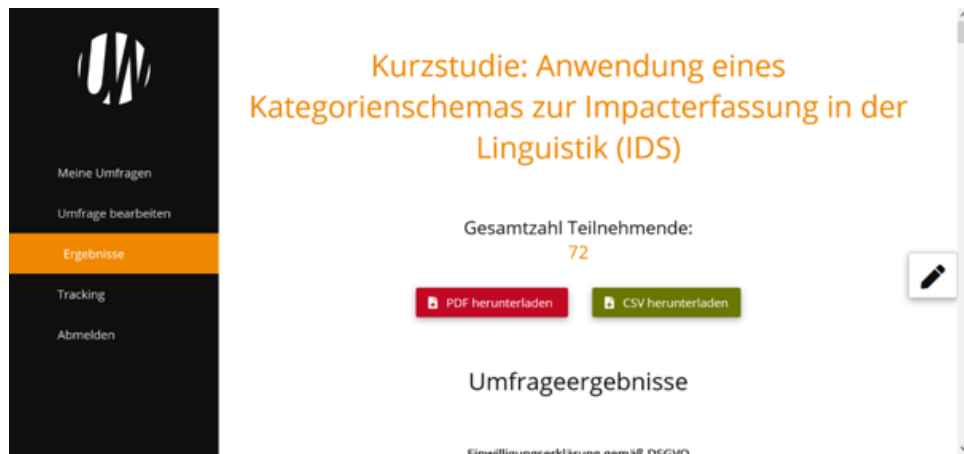 UW
Meine Umfragen
Umfrage bearbeiten
Ergebnisse
Tracking
Abmelden
Kurzstudie: Anwendung eines
Kategorienschemas zur Impacterfassung in der
Linguistik (IDS)
Gesamtzahl Teilnehmende:
72
PDF herunterladen
CSV herunterladen
Umfrageergebnisse
Einwilligungserklärung gemäß DSGVO